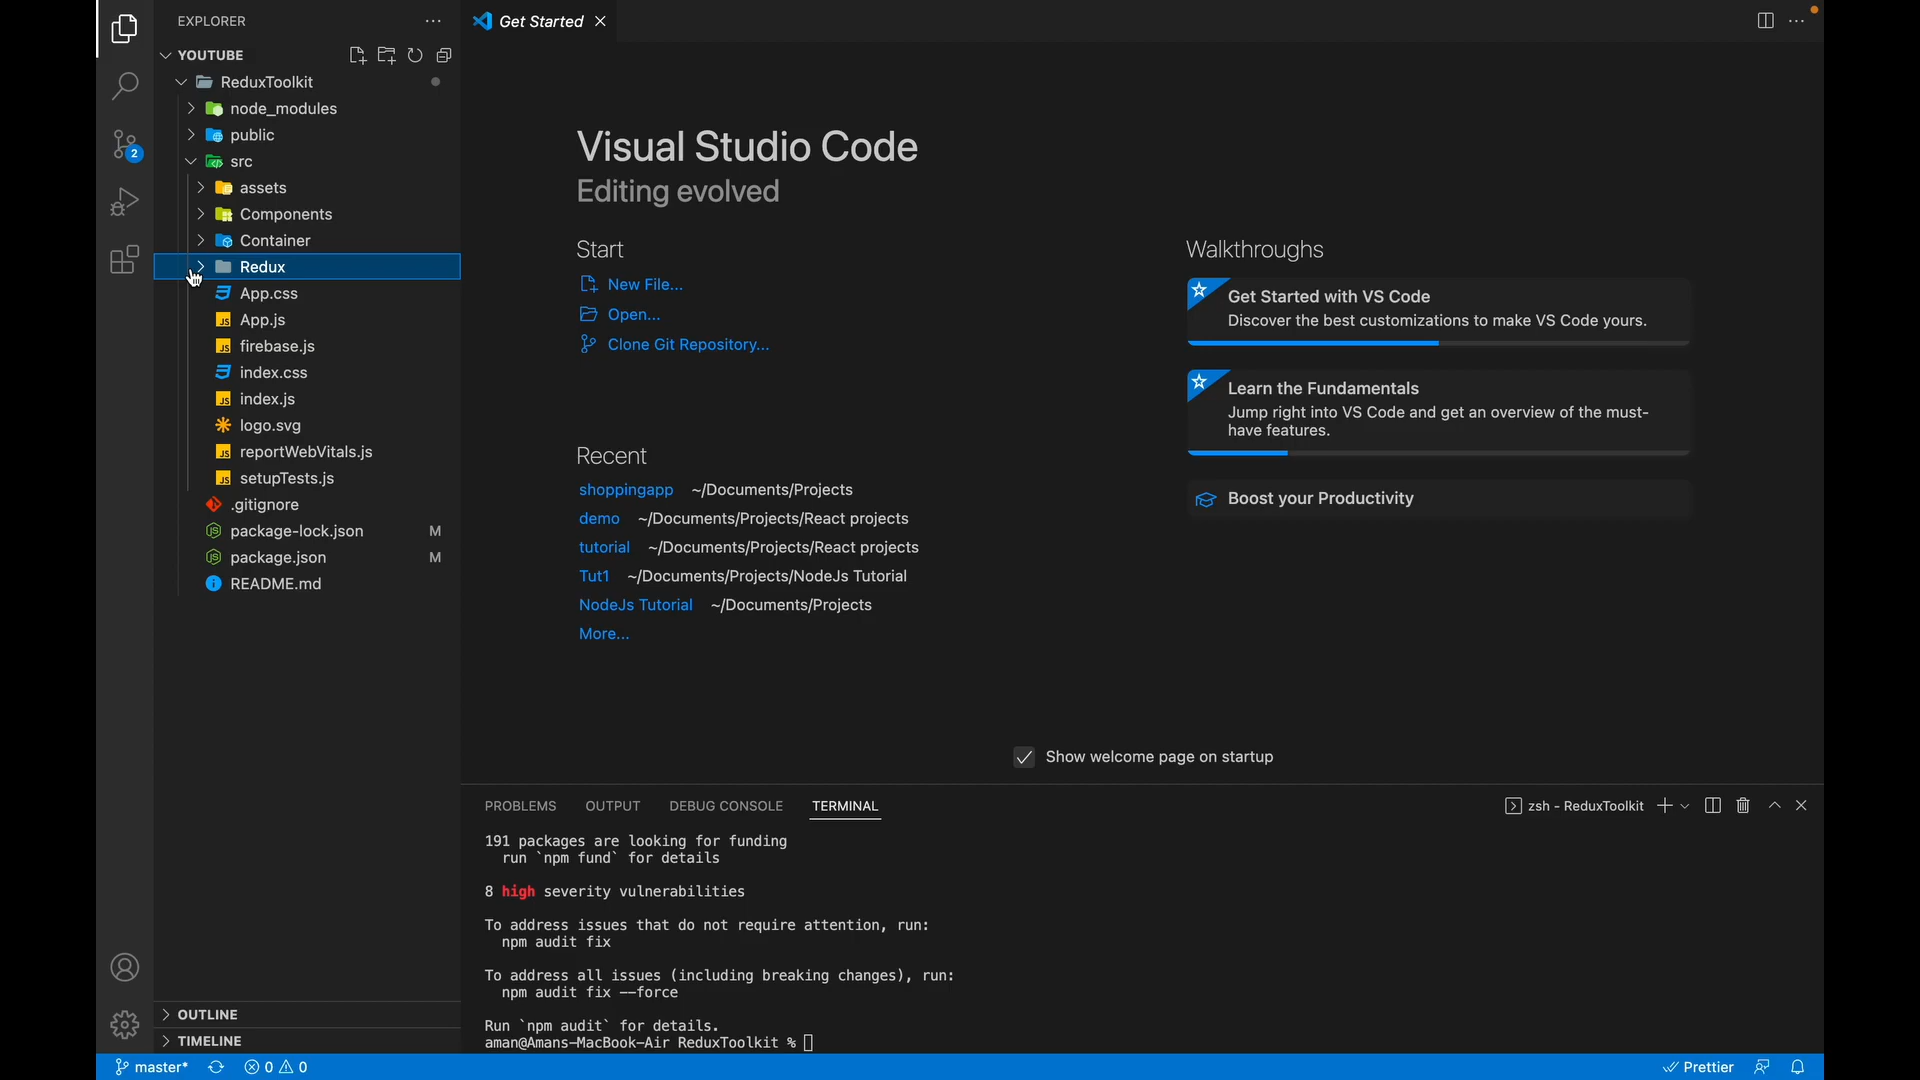 EXPLORER
YOUTUBE
ReduxToolkit
node_modules
public
src
assets
Components
Container
Redux
App.css
App.js
firebase.js
index.css
index.js
logo.svg
reportWebVitals.js
setupTests.js
.gitignore
package-lock.json M
package.json M
README.md
OUTLINE
TIMELINE
2
Get Started
Visual Studio Code
Editing evolved
Start
New File...
Open...
Clone Git Repository...
Recent
shoppingapp ~/Documents/Projects
demo ~/Documents/Projects/React projects
tutorial ~/Documents/Projects/React projects
Tut1 ~/Documents/Projects/NodeJs Tutorial
NodeJs Tutorial ~/Documents/Projects
More...
Walkthroughs
Get Started with VS Code
Discover the best customizations to make VS Code yours.
Learn the Fundamentals
Jump right into VS Code and get an overview of the must-
have features.
Boost your Productivity
Show welcome page on startup
PROBLEMS OUTPUT DEBUG CONSOLE TERMINAL
zsh - ReduxToolkit
191 packages are looking for funding
run `npm fund` for details
8 high severity vulnerabilities
To address issues that do not require attention, run:
npm audit fix
To address all issues (including breaking changes), run:
npm audit fix --force
Run `npm audit` for details.
aman@Amans-MacBook-Air ReduxToolkit %
master* 0 0 Prettier